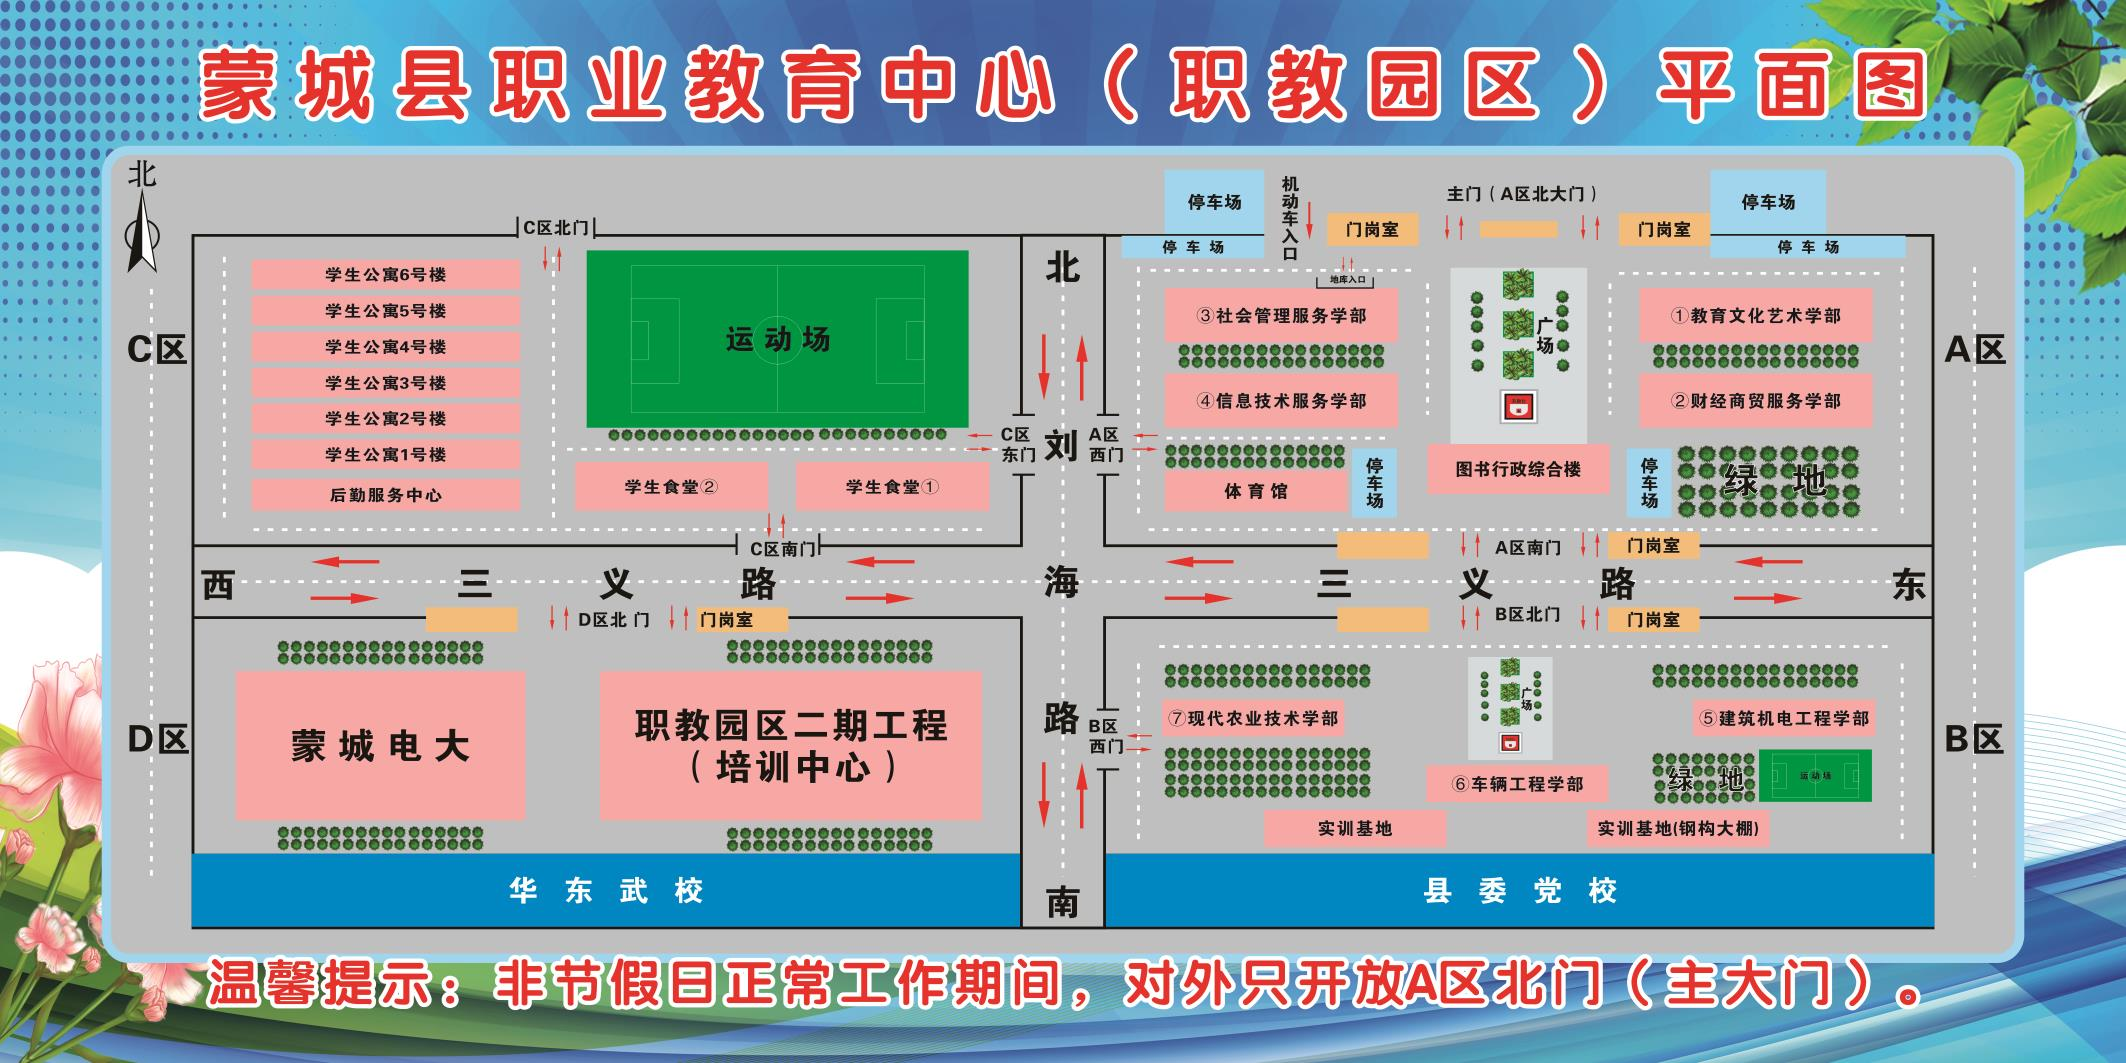 蒙城县职业教育中心（职教园区）平面图
北
C区
D区
A区
B区
C区北门
学生公寓6号楼
学生公寓5号楼
学生公寓4号楼
学生公寓3号楼
学生公寓2号楼
学生公寓1号楼
后勤服务中心
运动场
学生食堂②
学生食堂①
C区
东门
C区南门
北
刘
海
路
南
A区
西门
停车场
停车场
机动车入口
门岗室
主门（A区北大门）
门岗室
停车场
停车场
地库入口
③社会管理服务学部
④信息技术服务学部
体育馆
停车场
广场
图书行政综合楼
停车场
①教育文化艺术学部
②财经商贸服务学部
绿地
A区南门
门岗室
西
三义路
三义路
东
D区北门
门岗室
B区北门
门岗室
蒙城电大
职教园区二期工程
（培训中心）
B区
西门
⑦现代农业技术学部
广场
⑤建筑机电工程学部
⑥车辆工程学部
绿地
运动场
实训基地
实训基地(钢构大棚)
华东武校
县委党校
温馨提示：非节假日正常工作期间，对外只开放A区北门（主大门）。